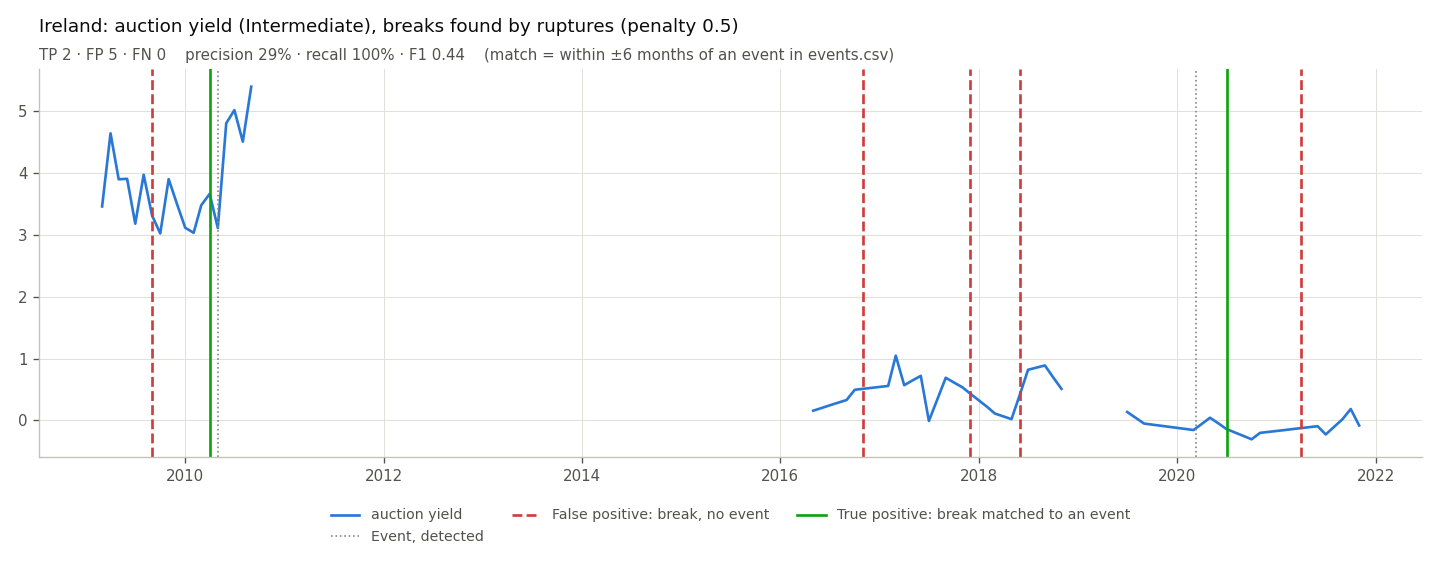 Ireland: auction yield (Intermediate), breaks found by ruptures (penalty 0.5)
TP 2 · FP 5 · FN 0    precision 29% · recall 100% · F1 0.44    (match = within ±6 months of an event in events.csv)
5
4
3
2
1
0
2010 2012 2014 2016 2018 2020 2022
auction yield False positive: break, no event True positive: break matched to an event
Event, detected